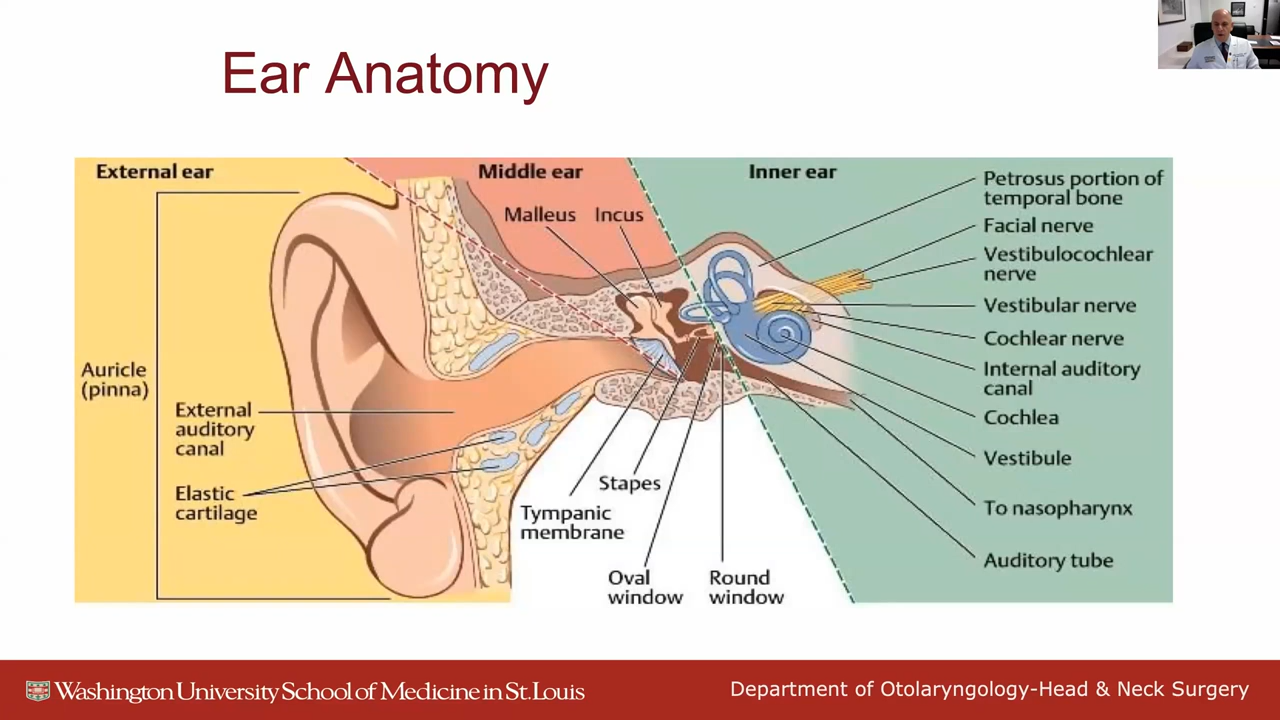 Ear Anatomy
External ear
Middle ear
Inner ear
Malleus
Incus
Petrosus portion of
temporal bone
Facial nerve
Vestibulocochlear
nerve
Vestibular nerve
Cochlear nerve
Internal auditory
canal
Cochlea
Vestibule
To nasopharynx
Auditory tube
Auricle
(pinna)
External
auditory
canal
Elastic
cartilage
Stapes
Tympanic
membrane
Oval
window
Round
window
Washington University School of Medicine in St. Louis
Department of Otolaryngology-Head & Neck Surgery